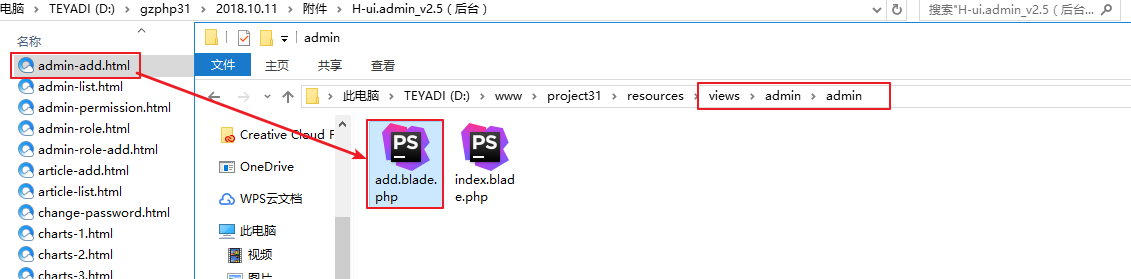 电脑 > TEYADI (D:) > gzphp31 > 2018.10.11 > 附件 > H-ui.admin_v2.5 ( 后台 )
搜索"H-ui.admin_v2.5 ( 后台 )...
名称
admin-add.html
admin-list.html
admin-permission.html
admin-role.html
admin-role-add.html
article-add.html
article-list.html
change-password.html
charts-1.html
charts-2.html
charts-3.html
admin
文件
主页
共享
查看
此电脑 > TEYADI (D:) > www > project31 > resources > views > admin > admin
Creative Cloud F
OneDrive
WPS云文档
此电脑
视频
图片
PS
add.blade.
php
PS
index.blad
e.php